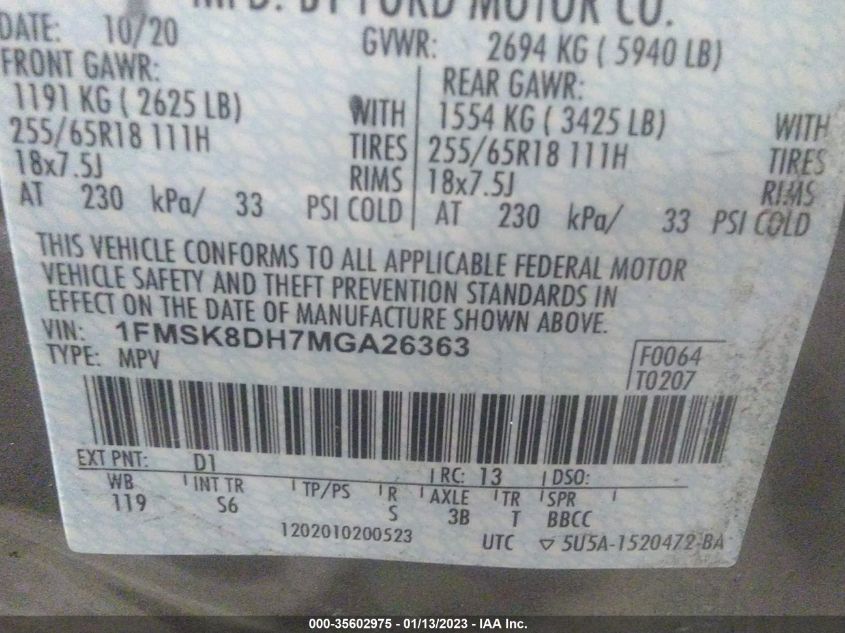 MFD. BY FORD MOTOR CO.
DATE: 10/20 GVWR: 2694 KG ( 5940 LB)
FRONT GAWR: REAR GAWR:
1191 KG ( 2625 LB) WITH 1554 KG ( 3425 LB) WITH
255/65R18 111H TIRES 255/65R18 111H TIRES
18x7.5J RIMS 18x7.5J RIMS
AT 230 kPa/ 33 PSI COLD AT 230 kPa/ 33 PSI COLD
THIS VEHICLE CONFORMS TO ALL APPLICABLE FEDERAL MOTOR
VEHICLE SAFETY AND THEFT PREVENTION STANDARDS IN
EFFECT ON THE DATE OF MANUFACTURE SHOWN ABOVE.
VIN: 1FMSK8DH7MGA26363
TYPE: MPV
F0064
T0207
EXT PNT: D1 RC: 13 DSO:
WB INT TR TP/PS R AXLE TR SPR
119 S6 S 3B T BBCC
1202010200523 UTC ▽ 5U5A-1520472-BA
000-35602975 - 01/13/2023 - IAA Inc.